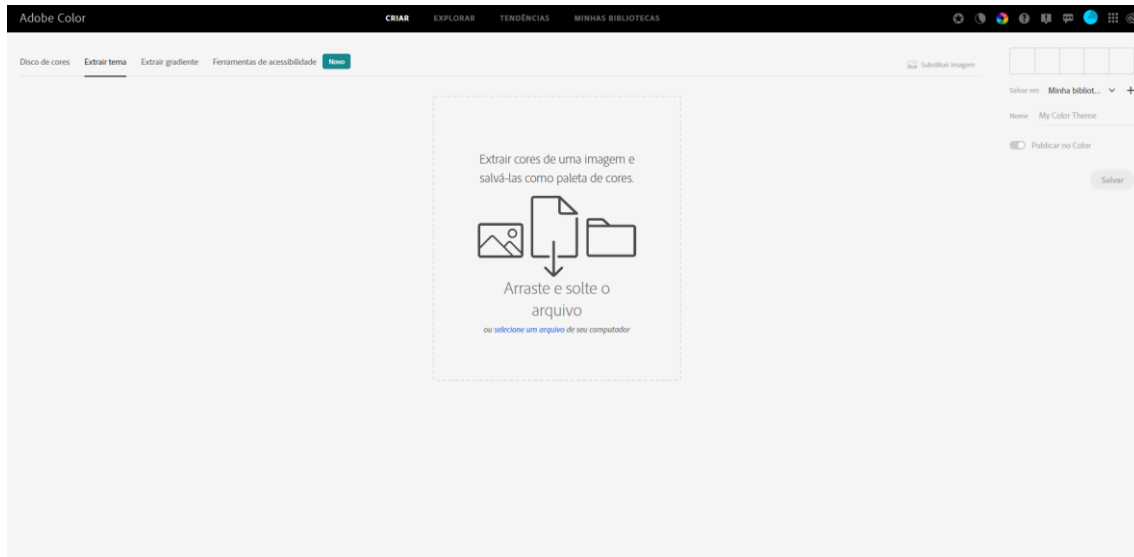 Adobe Color
CRIAR EXPLORAR TENDÊNCIAS MINHAS BIBLIOTECAS
Disco de cores Extrair tema Extrair gradiente Ferramentas de acessibilidade Novo
Substituir imagem
Salvar em Minha bibliot...
Nome My Color Theme
Publicar no Color
Salvar
Extrair cores de uma imagem e
salvá-las como paleta de cores.
Arraste e solte o
arquivo
ou selecione um arquivo de seu computador